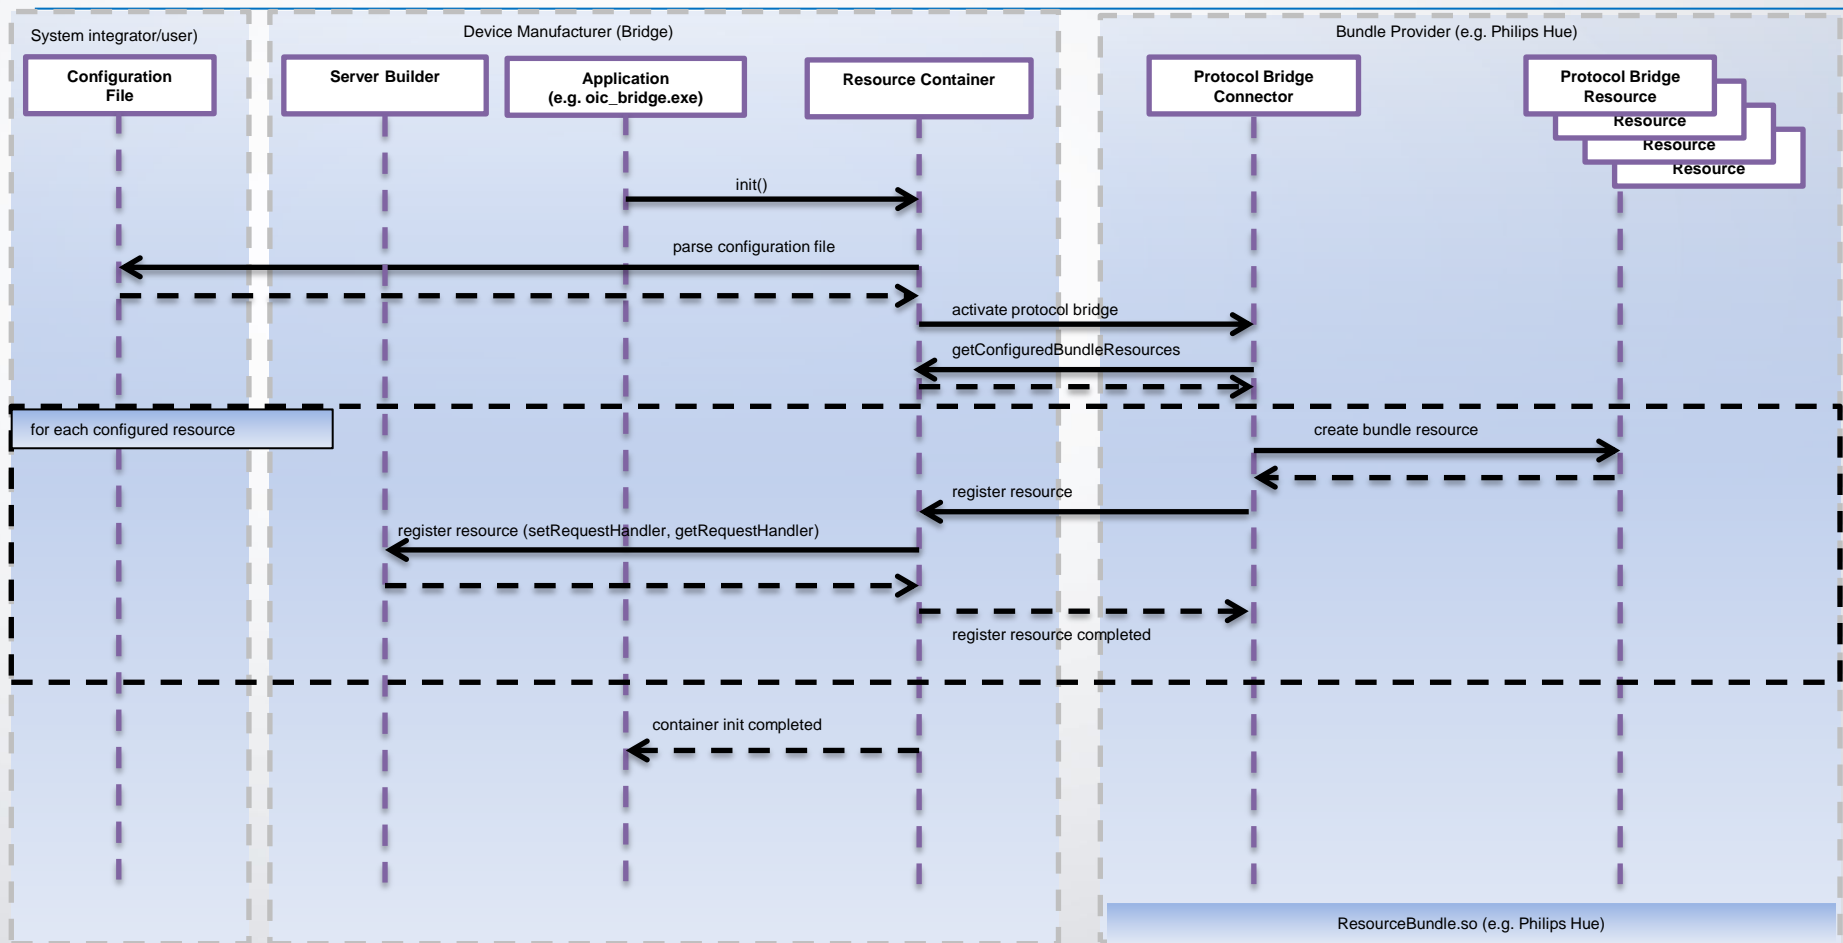 System integrator/user)
Device Manufacturer (Bridge)
Bundle Provider (e.g. Philips Hue)
Configuration
File
Server Builder
Application
(e.g. oic_bridge.exe)
Resource Container
Protocol Bridge
Connector
Protocol Bridge
Resource
Resource
Resource
Resource
init()
parse configuration file
activate protocol bridge
getConfiguredBundleResources
for each configured resource
create bundle resource
register resource
register resource (setRequestHandler, getRequestHandler)
register resource completed
container init completed
ResourceBundle.so (e.g. Philips Hue)